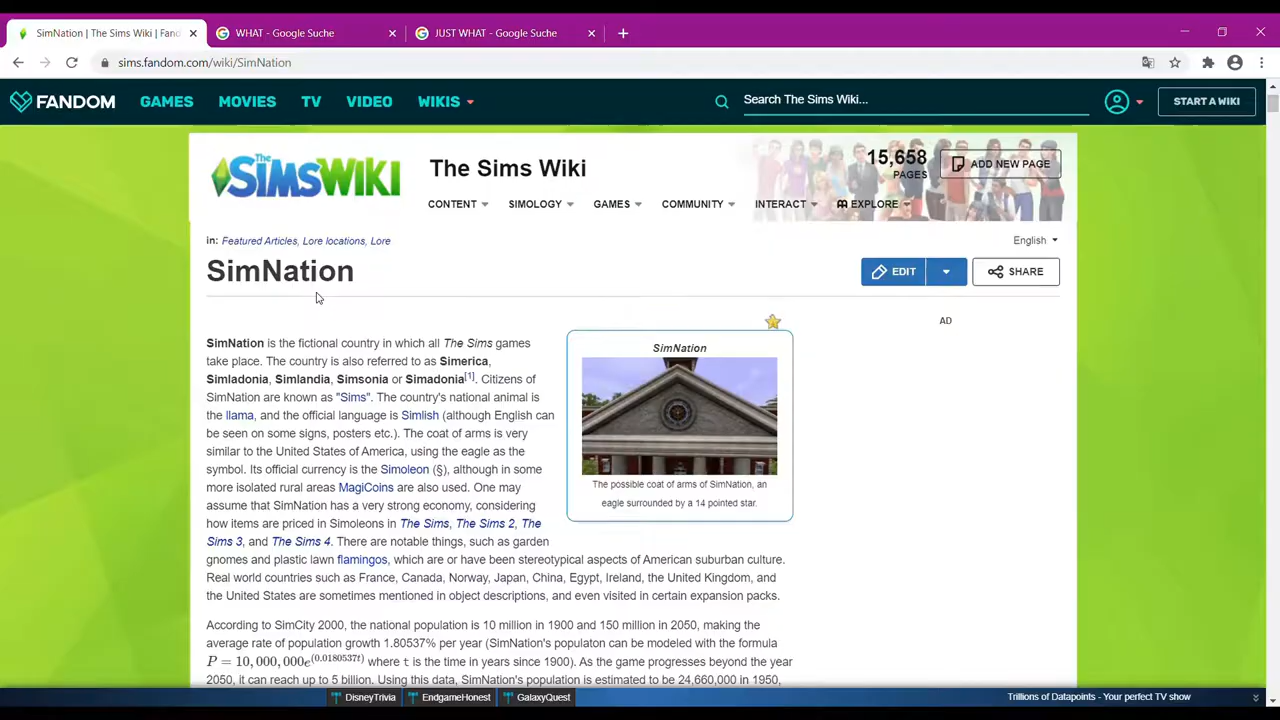 SimNation | The Sims Wiki | Fand
WHAT - Google Suche
JUST WHAT - Google Suche
sims.fandom.com/wiki/SimNation
FANDOM
GAMES
MOVIES
TV
VIDEO
WIKIS
Search The Sims Wiki...
START A WIKI
The SIMS WIKI
The Sims Wiki
15,658
PAGES
ADD NEW PAGE
CONTENT
SIMOLOGY
GAMES
COMMUNITY
INTERACT
EXPLORE
in: Featured Articles, Lore locations, Lore
English
SimNation
EDIT
SHARE
AD
SimNation is the fictional country in which all The Sims games
take place. The country is also referred to as Simerica,
Simladonia, Simlandia, Simsonia or Simadonia[1]. Citizens of
SimNation are known as "Sims". The country's national animal is
the llama, and the official language is Simlish (although English can
be seen on some signs, posters etc.). The coat of arms is very
similar to the United States of America, using the eagle as the
symbol. Its official currency is the Simoleon (§), although in some
more isolated rural areas MagiCoins are also used. One may
assume that SimNation has a very strong economy, considering
how items are priced in Simoleons in The Sims, The Sims 2, The
Sims 3, and The Sims 4. There are notable things, such as garden
gnomes and plastic lawn flamingos, which are or have been stereotypical aspects of American suburban culture.
Real world countries such as France, Canada, Norway, Japan, China, Egypt, Ireland, the United Kingdom, and
the United States are sometimes mentioned in object descriptions, and even visited in certain expansion packs.
SimNation
The possible coat of arms of SimNation, an
eagle surrounded by a 14 pointed star.
According to SimCity 2000, the national population is 10 million in 1900 and 150 million in 2050, making the
average rate of population growth 1.80537% per year (SimNation's populaton can be modeled with the formula
P = 10,000,000e(0.0180537t) where t is the time in years since 1900). As the game progresses beyond the year
2050, it can reach up to 5 billion. Using this data, SimNation's population is estimated to be 24,660,000 in 1950,
DisneyTrivia
EndgameHonest
GalaxyQuest
Trillions of Datapoints - Your perfect TV show